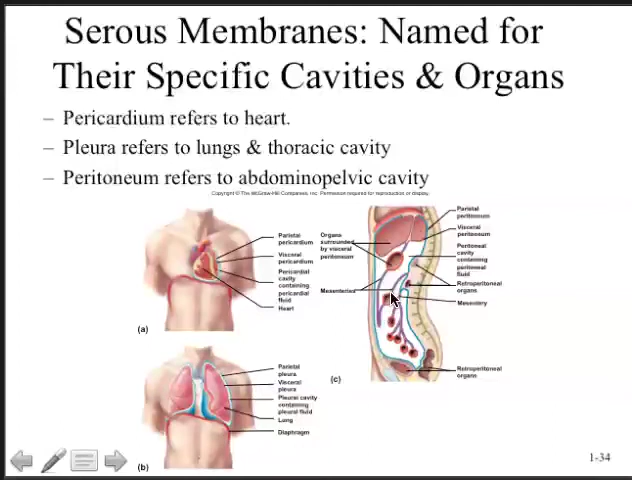 Serous Membranes: Named for
Their Specific Cavities & Organs
– Pericardium refers to heart.
– Pleura refers to lungs & thoracic cavity
– Peritoneum refers to abdominopelvic cavity
Copyright © The McGraw-Hill Companies, Inc. Permission required for reproduction or display.
Parietal
pericardium
Visceral
pericardium
Pericardial
cavity
containing
pericardial
fluid
Heart
(a)
Parietal
pleura
Visceral
pleura
Pleural cavity
containing
pleural fluid
Lung
Diaphragm
(b)
Organs
surrounded
by visceral
peritoneum
Mesenteries
Parietal
peritoneum
Visceral
peritoneum
Peritoneal
cavity
containing
peritoneal
fluid
Retroperitoneal
organs
Mesentery
Retroperitoneal
organs
(c)
1-34